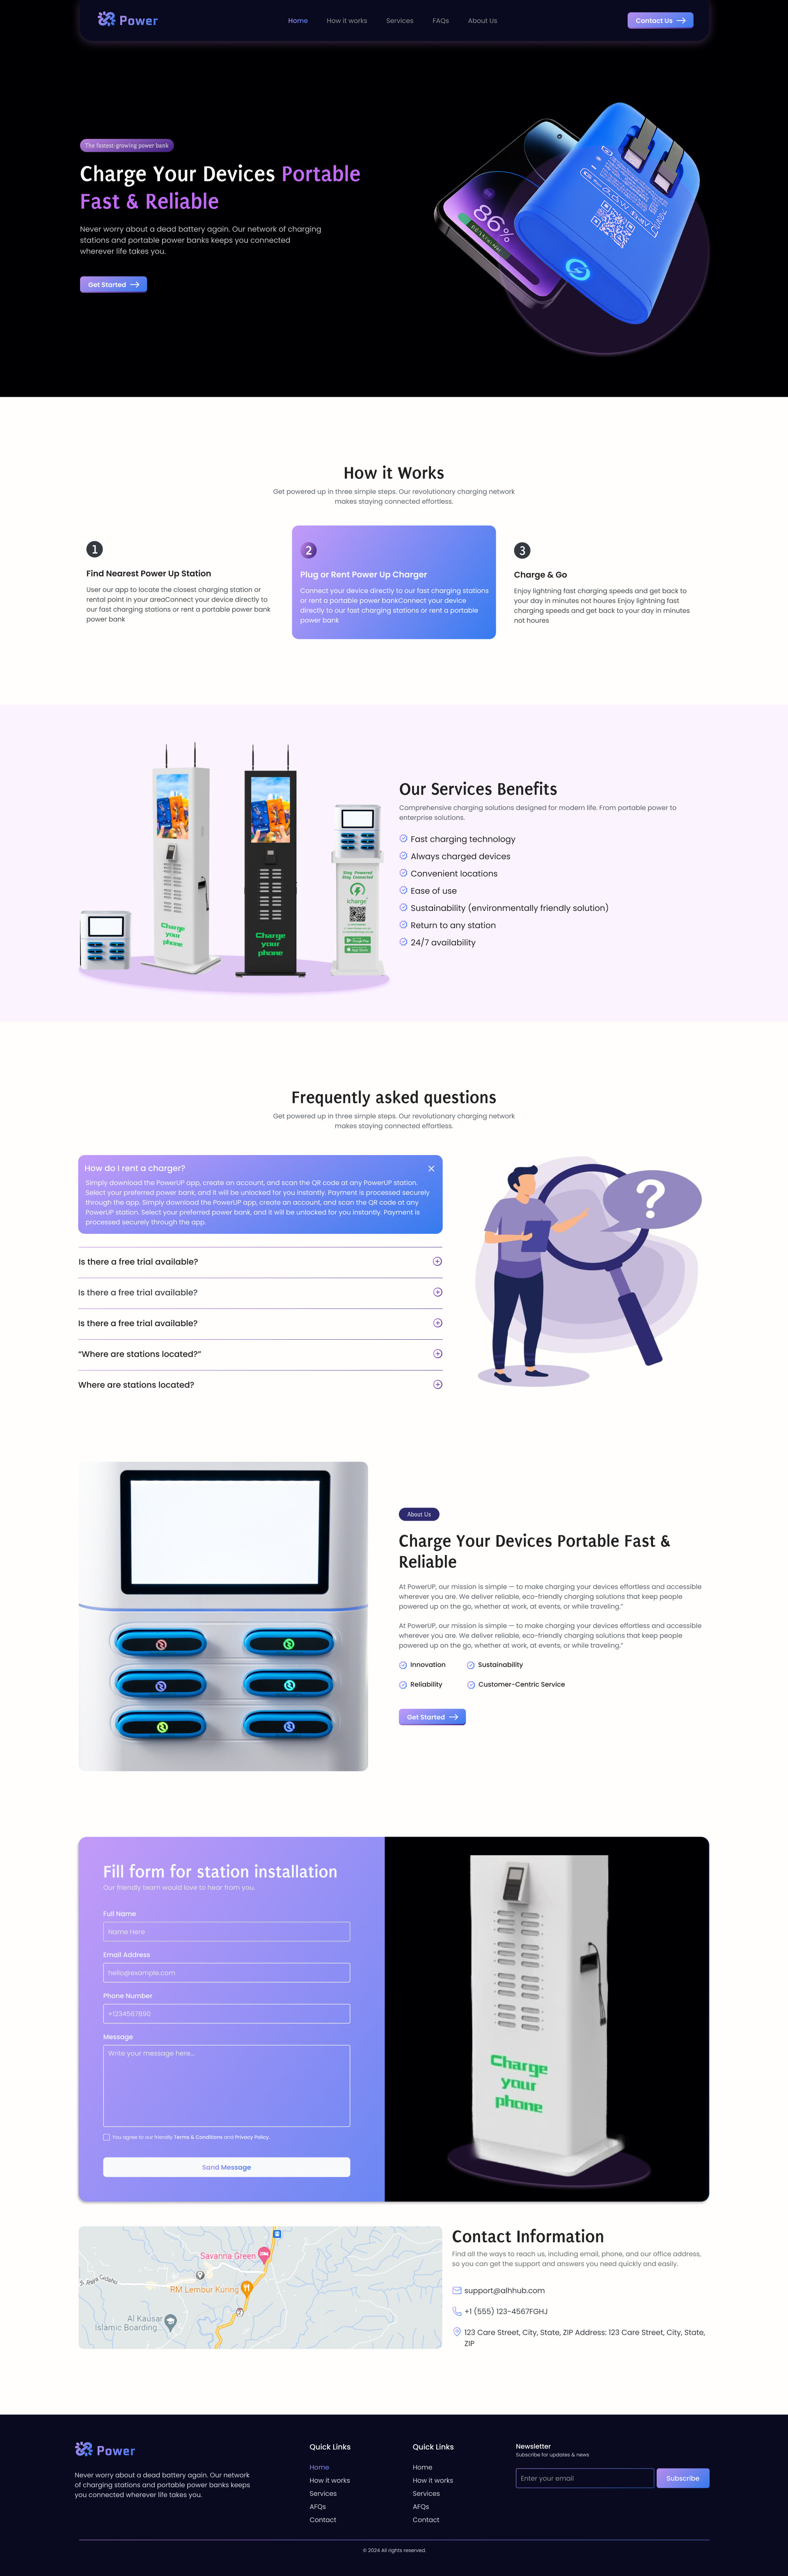 Power
Home
How it works
Services
FAQs
About Us
Contact Us
The fastest-growing power bank
Charge Your Devices Portable
Fast & Reliable
Never worry about a dead battery again. Our network of charging
stations and portable power banks keeps you connected
wherever life takes you.
Get Started
86%
How it Works
Get powered up in three simple steps. Our revolutionary charging network
makes staying connected effortless.
1
Find Nearest Power Up Station
User our app to locate the closest charging station or
rental point in your areaConnect your device directly to
our fast charging stations or rent a portable power bank
power bank
2
Plug or Rent Power Up Charger
Connect your device directly to our fast charging stations
or rent a portable power bankConnect your device
directly to our fast charging stations or rent a portable
power bank
3
Charge & Go
Enjoy lightning fast charging speeds and get back to
your day in minutes not houres Enjoy lightning fast
charging speeds and get back to your day in minutes
not houres
Charge
your
phone
Charge
your
phone
Stay Powered
Stay Connected
icharge
Google Play
App Store
Our Services Benefits
Comprehensive charging solutions designed for modern life. From portable power to
enterprise solutions.
Fast charging technology
Always charged devices
Convenient locations
Ease of use
Sustainability (environmentally friendly solution)
Return to any station
24/7 availability
Frequently asked questions
Get powered up in three simple steps. Our revolutionary charging network
makes staying connected effortless.
How do I rent a charger?
Simply download the PowerUP app, create an account, and scan the QR code at any PowerUP station.
Select your preferred power bank, and it will be unlocked for you instantly. Payment is processed securely
through the app. Simply download the PowerUP app, create an account, and scan the QR code at any
PowerUP station. Select your preferred power bank, and it will be unlocked for you instantly. Payment is
processed securely through the app.
Is there a free trial available?
Is there a free trial available?
Is there a free trial available?
“Where are stations located?”
Where are stations located?
?
About Us
Charge Your Devices Portable Fast &
Reliable
At PowerUP, our mission is simple — to make charging your devices effortless and accessible
wherever you are. We deliver reliable, eco-friendly charging solutions that keep people
powered up on the go, whether at work, at events, or while traveling.”
At PowerUP, our mission is simple — to make charging your devices effortless and accessible
wherever you are. We deliver reliable, eco-friendly charging solutions that keep people
powered up on the go, whether at work, at events, or while traveling.”
Innovation
Sustainability
Reliability
Customer-Centric Service
Get Started
Fill form for station installation
Our friendly team would love to hear from you.
Full Name
Name Here
Email Address
hello@example.com
Phone Number
+1234567890
Message
Write your message here...
You agree to our friendly Terms & Conditions and Privacy Policy.
Sand Message
Charge
your
phone
Savanna Green
RM Lembur Kuring
Al Kausar
Islamic Boarding
Contact Information
Find all the ways to reach us, including email, phone, and our office address,
so you can get the support and answers you need quickly and easily.
support@alhhub.com
+1 (555) 123-4567FGHJ
123 Care Street, City, State, ZIP Address: 123 Care Street, City, State,
ZIP
Power
Never worry about a dead battery again. Our network
of charging stations and portable power banks keeps
you connected wherever life takes you.
Quick Links
Home
How it works
Services
AFQs
Contact
Quick Links
Home
How it works
Services
AFQs
Contact
Newsletter
Subscribe for updates & news
Enter your email
Subscribe
© 2024 All rights reserved.